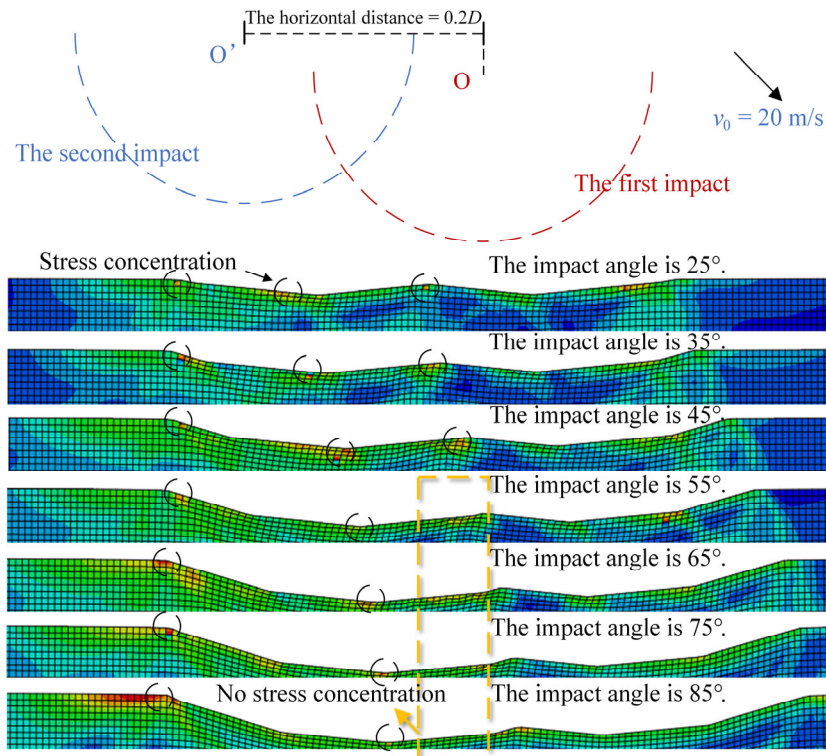 The horizontal distance = 0.2D
O’
O
v₀ = 20 m/s
The second impact
The first impact
Stress concentration
The impact angle is 25°.
The impact angle is 35°.
The impact angle is 45°.
The impact angle is 55°.
The impact angle is 65°.
The impact angle is 75°.
No stress concentration
The impact angle is 85°.